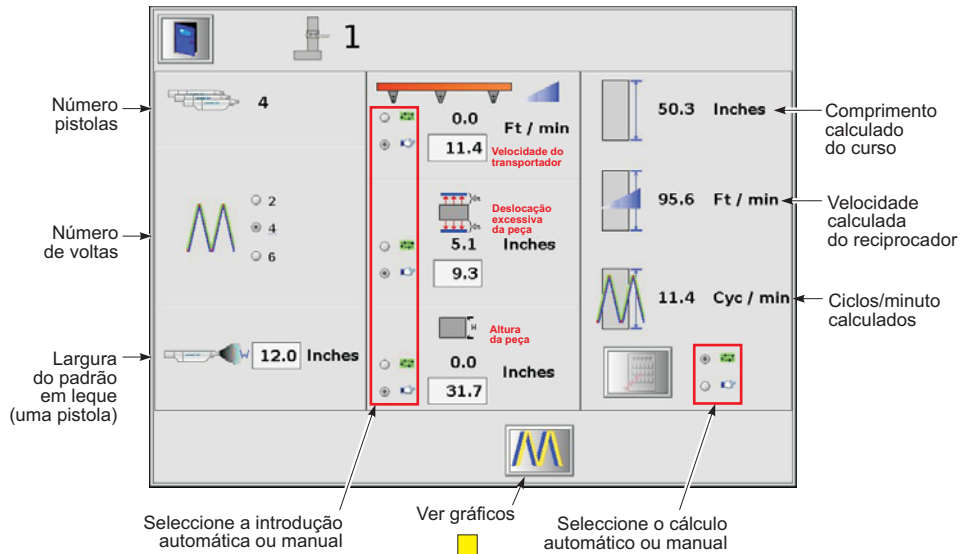 1
Número
pistolas
4
Número
de voltas
2
4
6
Largura
do padrão
em leque
(uma pistola)
W
12.0 Inches
0.0
Ft / min
11.4
Velocidade do
transportador
Deslocação
excessiva
da peça
5.1 Inches
9.3
H
Altura
da peça
0.0
Inches
31.7
50.3 Inches
Comprimento
calculado
do curso
95.6 Ft / min
Velocidade
calculada
do reciprocador
11.4 Cyc / min
Ciclos/minuto
calculados
Seleccione a introdução
automática ou manual
Ver gráficos
Seleccione o cálculo
automático ou manual